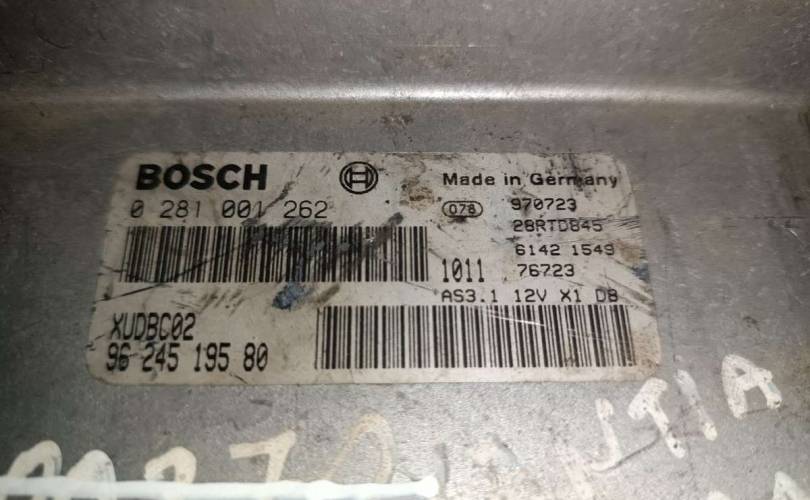 BOSCH
Made in Germany
0 281 001 262
078 970723
28RTD845
6142 1549
1011 76723
AS3.1 12V X1 D8
XUDBC02
96 245 195 80